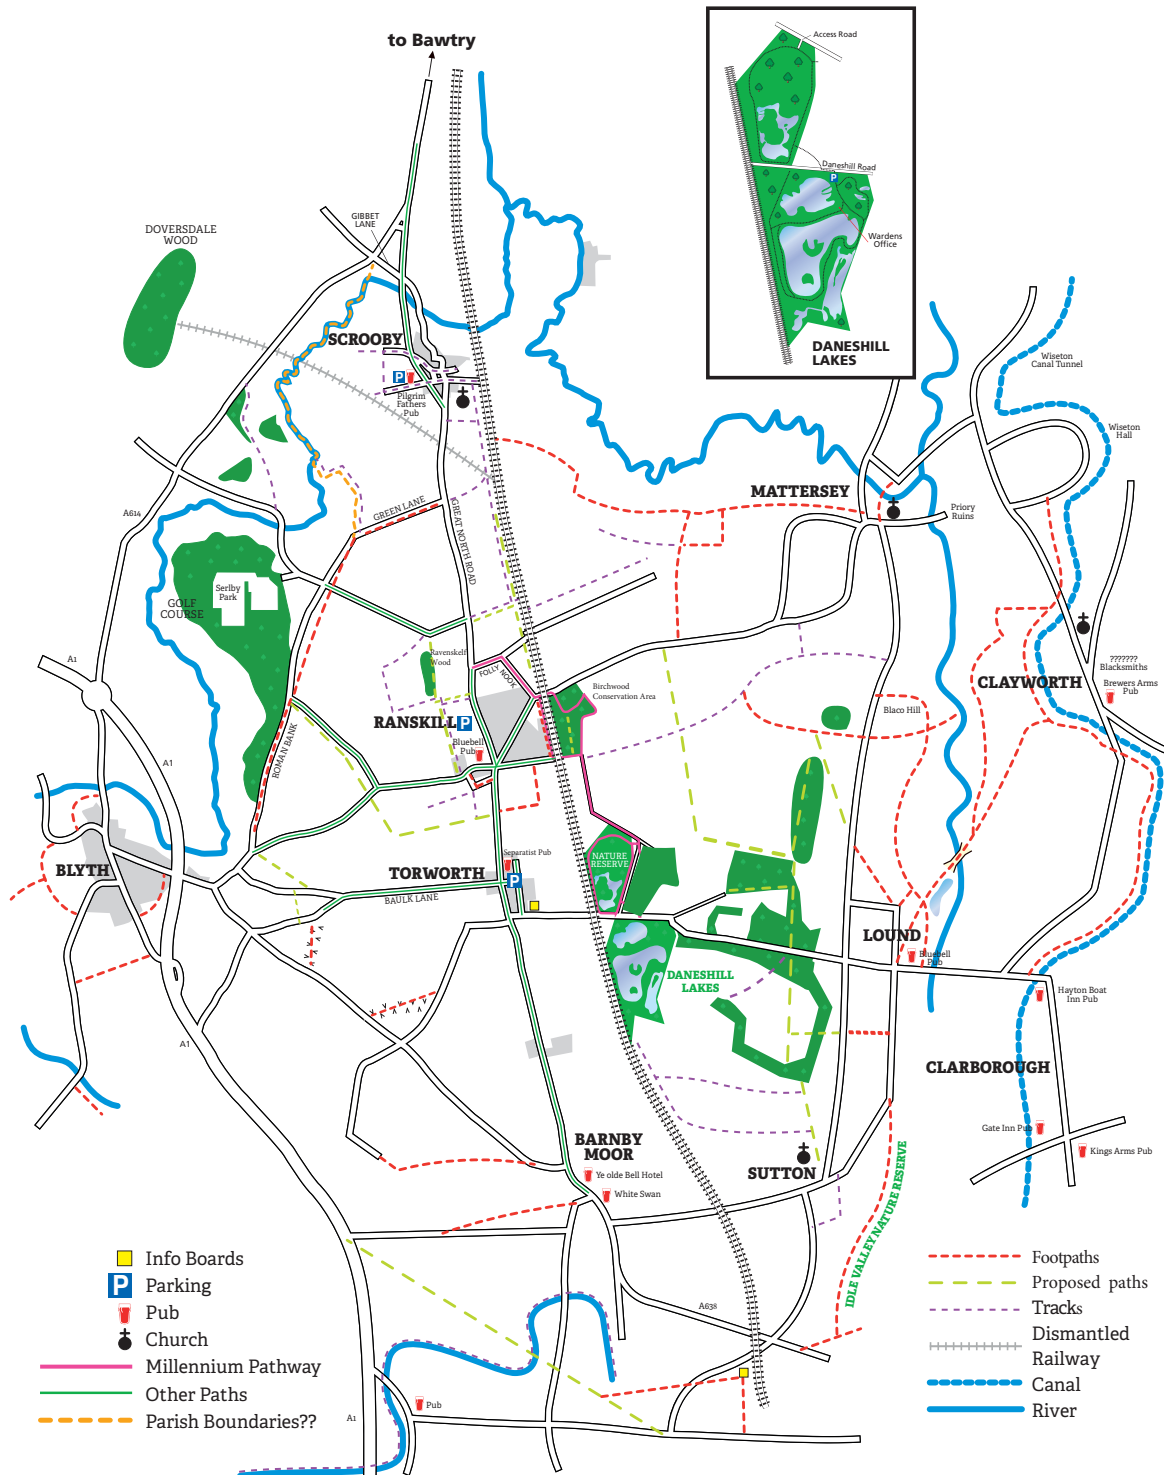 to Bawtry
Access Road
Daneshill Road
P
Wardens
Office
DANESHILL
LAKES
GIBBET
LANE
DOVERSDALE
WOOD
SCROOBY
P
Pilgrim
Fathers
Pub
Wiseton
Canal Tunnel
Wiseton
Hall
MATTERSEY
Priory
Ruins
A614
GREEN LANE
GREAT NORTH ROAD
Serlby
Park
GOLF
COURSE
A1
Ravenskelf
Wood
FOLLY NOOK
Birchwood
Conservation Area
RANSKILL
P
Bluebell
Pub
ROMAN BANK
A1
???????
Blacksmiths
CLAYWORTH
Brewers Arms
Pub
Blaco Hill
BLYTH
Separatist Pub
TORWORTH
P
BAULK LANE
NATURE
RESERVE
DANESHILL
LAKES
LOUND
Bluebell
Pub
Hayton Boat
Inn Pub
A1
CLARBOROUGH
Gate Inn Pub
Kings Arms Pub
BARNBY
MOOR
Ye olde Bell Hotel
White Swan
SUTTON
IDLE VALLEY NATURE RESERVE
A638
Pub
A1
Info Boards
P
Parking
Pub
Church
Millennium Pathway
Other Paths
Parish Boundaries??
Footpaths
Proposed paths
Tracks
Dismantled
Railway
Canal
River